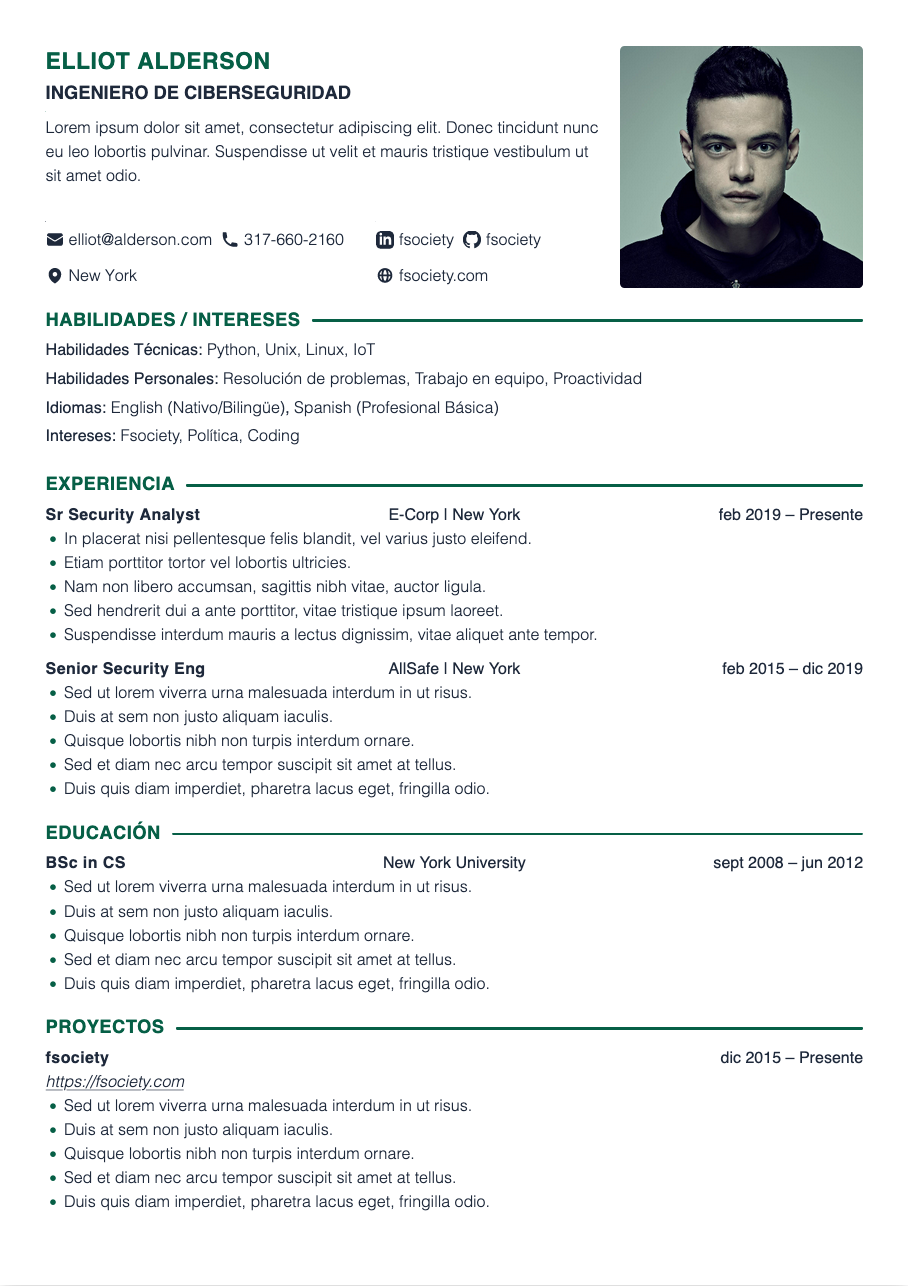 ELLIOT ALDERSON
INGENIERO DE CIBERSEGURIDAD
Lorem ipsum dolor sit amet, consectetur adipiscing elit. Donec tincidunt nunc
eu leo lobortis pulvinar. Suspendisse ut velit et mauris tristique vestibulum ut
sit amet odio.
elliot@alderson.com 317-660-2160 fsociety fsociety
New York fsociety.com
HABILIDADES / INTERESES
Habilidades Técnicas: Python, Unix, Linux, IoT
Habilidades Personales: Resolución de problemas, Trabajo en equipo, Proactividad
Idiomas: English (Nativo/Bilingüe), Spanish (Profesional Básica)
Intereses: Fsociety, Política, Coding
EXPERIENCIA
Sr Security Analyst E-Corp | New York feb 2019 – Presente
• In placerat nisi pellentesque felis blandit, vel varius justo eleifend.
• Etiam porttitor tortor vel lobortis ultricies.
• Nam non libero accumsan, sagittis nibh vitae, auctor ligula.
• Sed hendrerit dui a ante porttitor, vitae tristique ipsum laoreet.
• Suspendisse interdum mauris a lectus dignissim, vitae aliquet ante tempor.
Senior Security Eng AllSafe | New York feb 2015 – dic 2019
• Sed ut lorem viverra urna malesuada interdum in ut risus.
• Duis at sem non justo aliquam iaculis.
• Quisque lobortis nibh non turpis interdum ornare.
• Sed et diam nec arcu tempor suscipit sit amet at tellus.
• Duis quis diam imperdiet, pharetra lacus eget, fringilla odio.
EDUCACIÓN
BSc in CS New York University sept 2008 – jun 2012
• Sed ut lorem viverra urna malesuada interdum in ut risus.
• Duis at sem non justo aliquam iaculis.
• Quisque lobortis nibh non turpis interdum ornare.
• Sed et diam nec arcu tempor suscipit sit amet at tellus.
• Duis quis diam imperdiet, pharetra lacus eget, fringilla odio.
PROYECTOS
fsociety dic 2015 – Presente
https://fsociety.com
• Sed ut lorem viverra urna malesuada interdum in ut risus.
• Duis at sem non justo aliquam iaculis.
• Quisque lobortis nibh non turpis interdum ornare.
• Sed et diam nec arcu tempor suscipit sit amet at tellus.
• Duis quis diam imperdiet, pharetra lacus eget, fringilla odio.